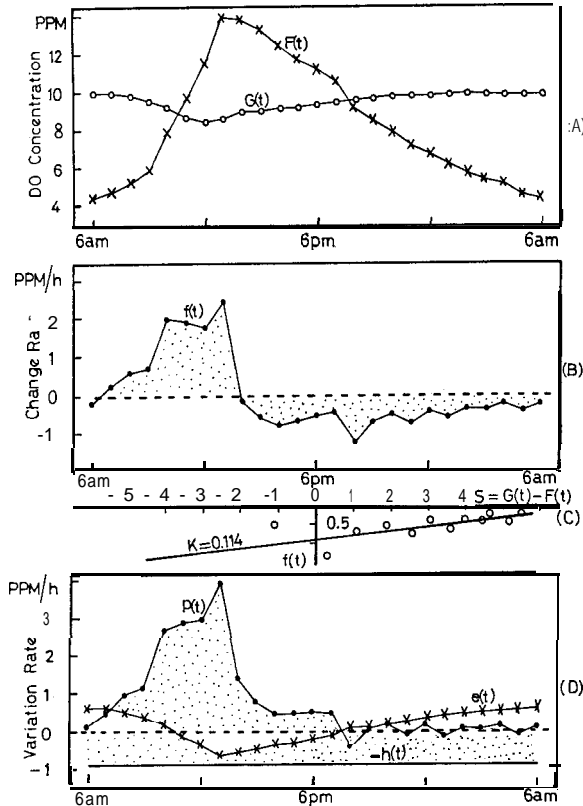 PPM
12
10
8
6
4
DO Concentration
F(t)
G(t)
:A)
6am 6pm 6am
PPM/h
2
1
0
-1
Change Ra
f(t)
(B)
6am 6pm 6am
-5 -4 -3 -2 -1 0 1 2 3 4 S=G(t)-F(t)
(C)
0.5
K=0.114
f(t)
PPM/h
3
2
1
0
-1
Variation Rate
P(t)
e(t)
(D)
-h(t)
6am 6pm 6am